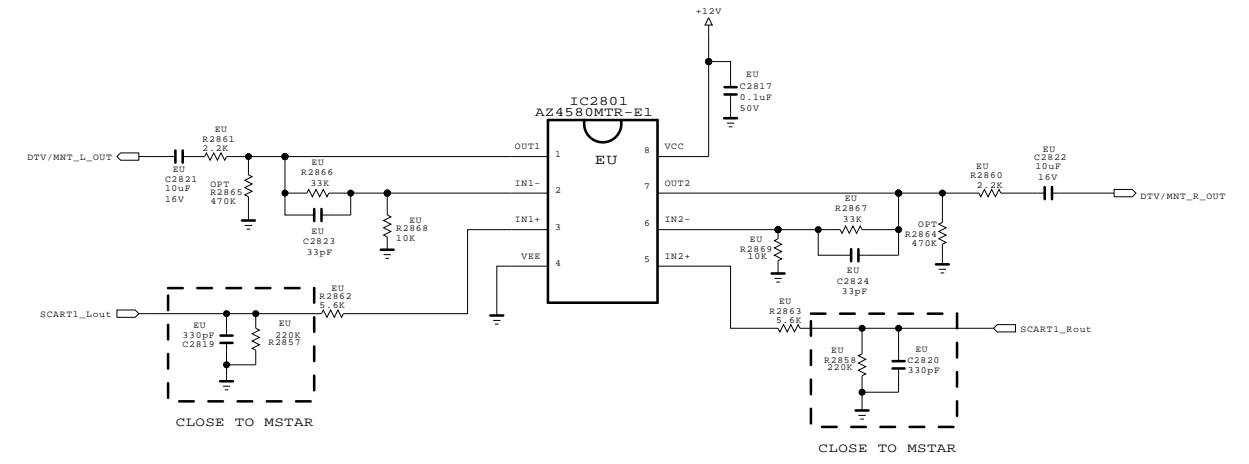 +12V
EU
C2817
0.1uF
50V
IC2801
AZ4580MTR-E1
EU
OUT1
1
IN1-
2
IN1+
3
VEE
4
8
VCC
7
OUT2
6
IN2-
5
IN2+
DTV/MNT_L_OUT
EU
C2821
10uF
16V
EU
R2861
2.2K
OPT
R2865
470K
EU
R2866
33K
EU
C2823
33pF
EU
R2868
10K
SCART1_Lout
EU
330pF
C2819
EU
220K
R2857
EU
R2862
5.6K
CLOSE TO MSTAR
EU
R2869
10K
EU
R2867
33K
EU
C2824
33pF
OPT
R2864
470K
EU
R2860
2.2K
EU
C2822
10uF
16V
DTV/MNT_R_OUT
EU
R2863
5.6K
EU
R2858
220K
EU
C2820
330pF
SCART1_Rout
CLOSE TO MSTAR